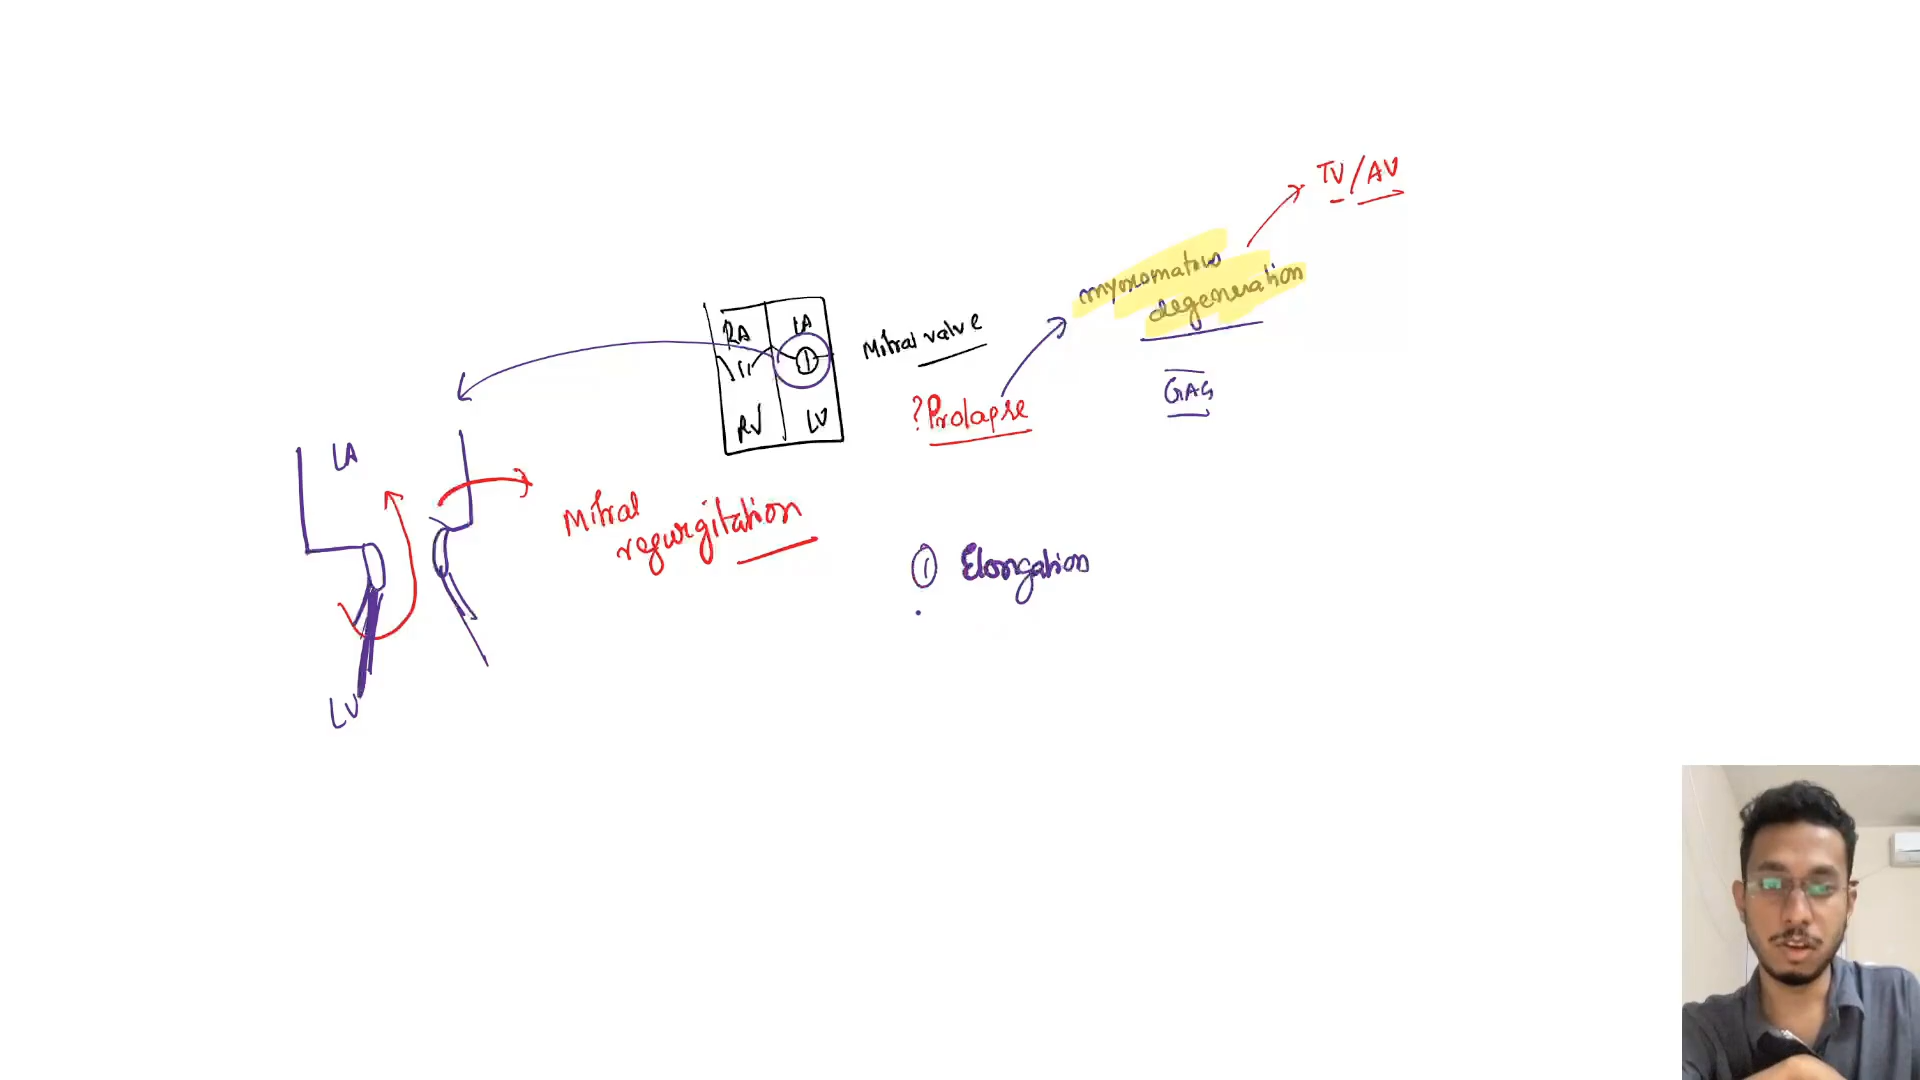 TV/AV
myxomatous
degeneration
RA LA
Mitral valve
GAG
?Prolapse
RV LV
LA
Mitral
regurgitation
① Elongation
LV